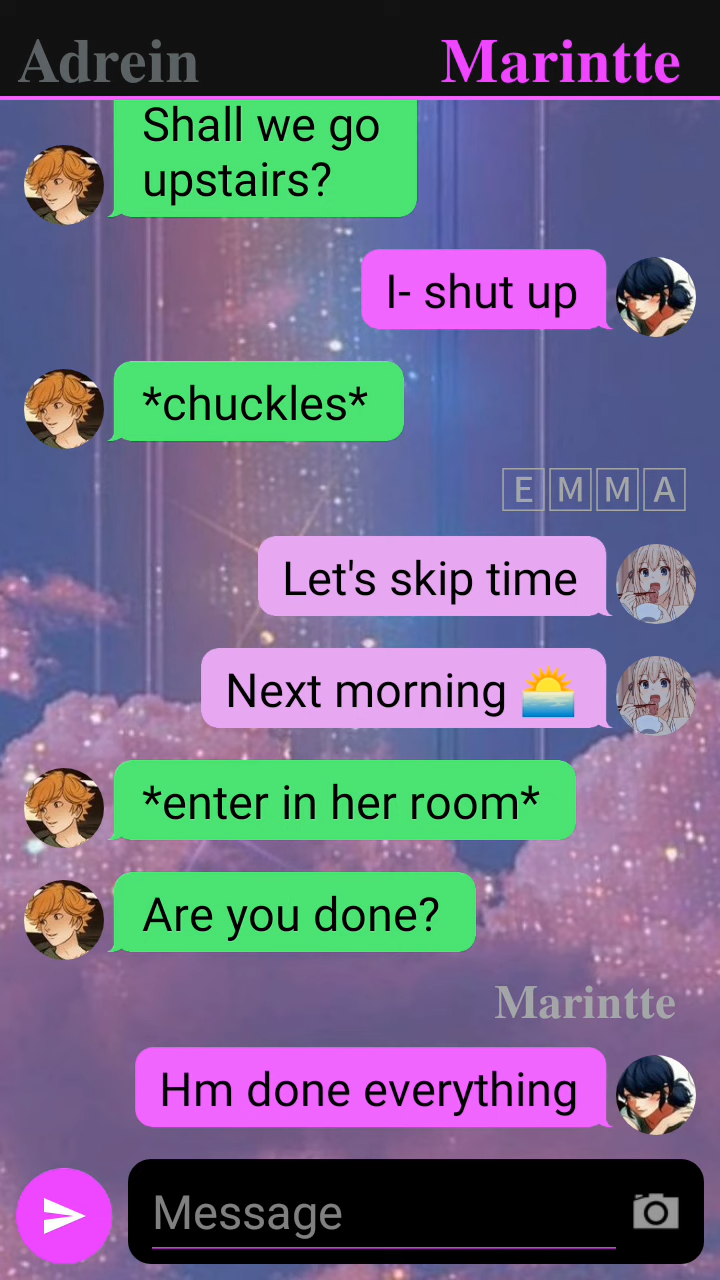 Adrein Marintte
Shall we go
upstairs?
I- shut up
*chuckles*
🄴🄼🄼🄰
Let's skip time
Next morning 🌅
*enter in her room*
Are you done?
Marintte
Hm done everything
Message